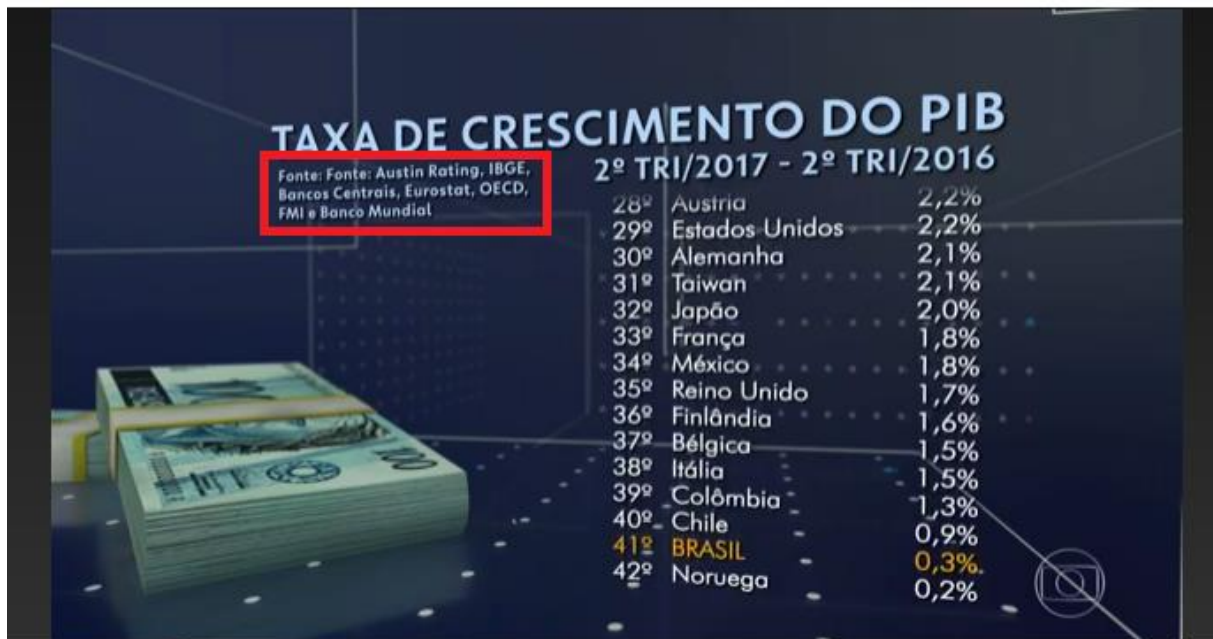 TAXA DE CRESCIMENTO DO PIB
2º TRI/2017 - 2º TRI/2016
Fonte: Fonte: Austin Rating, IBGE,
Bancos Centrais, Eurostat, OECD,
FMI e Banco Mundial
28º Austria 2,2%
29º Estados Unidos 2,2%
30º Alemanha 2,1%
31º Taiwan 2,1%
32º Japão 2,0%
33º França 1,8%
34º México 1,8%
35º Reino Unido 1,7%
36º Finlândia 1,6%
37º Bélgica 1,5%
38º Itália 1,5%
39º Colômbia 1,3%
40º Chile 0,9%
41º BRASIL 0,3%
42º Noruega 0,2%
100